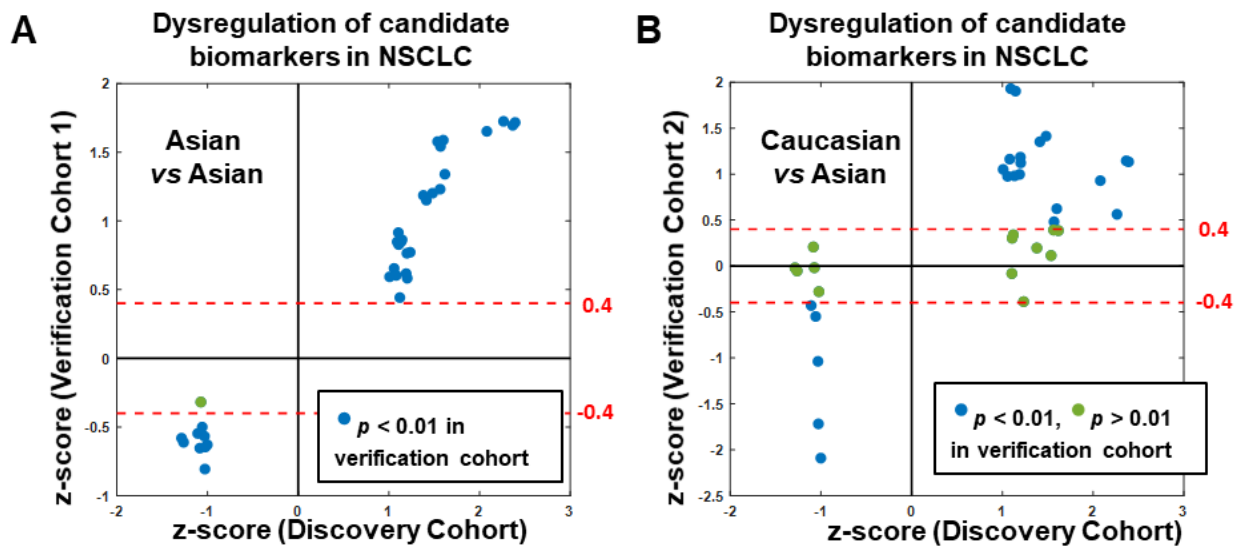 A
Dysregulation of candidate
biomarkers in NSCLC
z-score (Verification Cohort 1)
2
1.5
1
0.5
0
-0.5
-1
Asian
vs Asian
0.4
-0.4
p < 0.01 in
verification cohort
-2
-1
0
1
2
3
z-score (Discovery Cohort)
B
Dysregulation of candidate
biomarkers in NSCLC
z-score (Verification Cohort 2)
2
1.5
1
0.5
0
-0.5
-1
-1.5
-2
-2.5
Caucasian
vs Asian
0.4
-0.4
p < 0.01, p > 0.01
in verification cohort
-2
-1
0
1
2
3
z-score (Discovery Cohort)